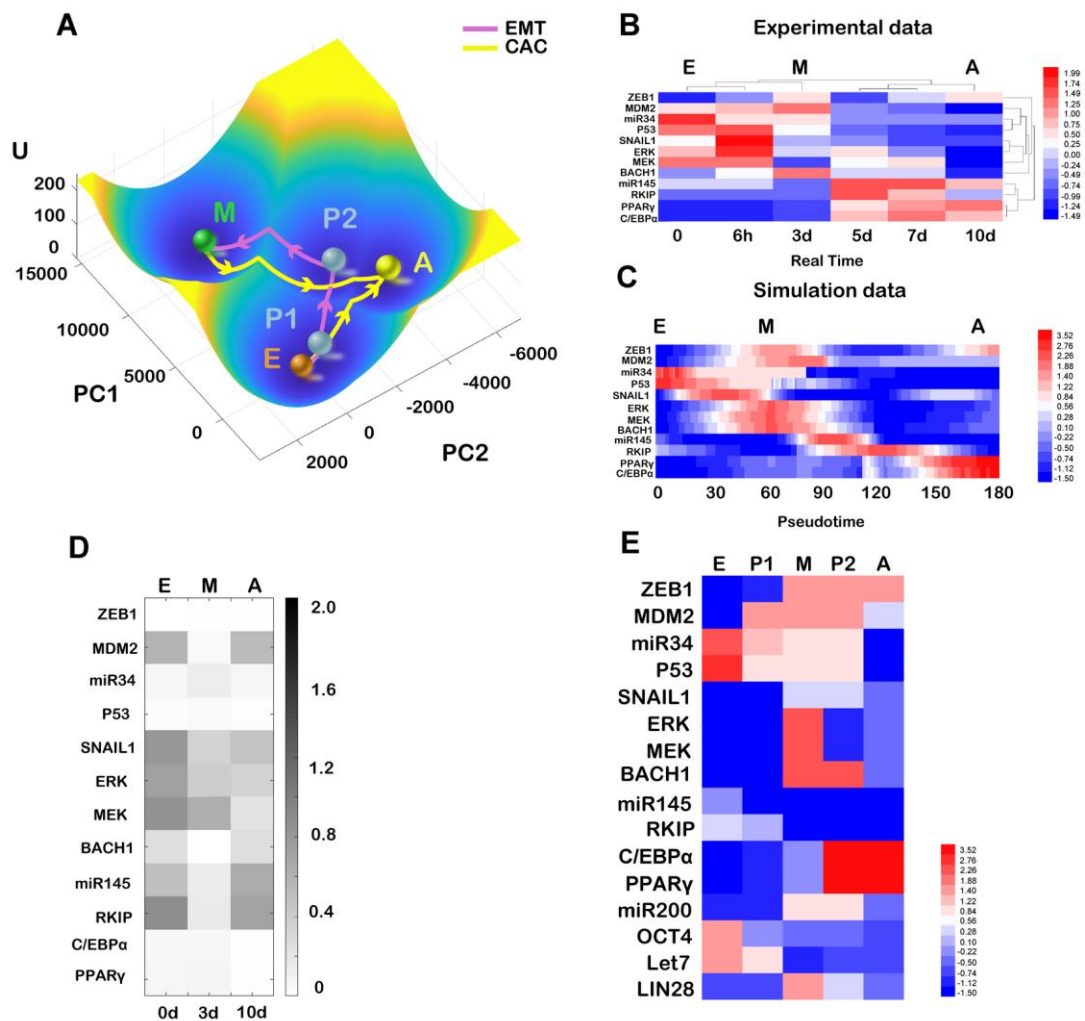 A
EMT
CAC
U
200
100
0
15000
10000
5000
0
PC1
2000
0
-2000
-4000
-6000
PC2
M
P2
A
P1
E
B
Experimental data
E M A
ZEB1
MDM2
miR34
P53
SNAIL1
ERK
MEK
BACH1
miR145
RKIP
PPARγ
C/EBPα
0 6h 3d 5d 7d 10d
Real Time
1.99
1.74
1.49
1.25
1.00
0.75
0.50
0.25
0.00
-0.25
-0.49
-0.74
-0.99
-1.24
-1.49
C
Simulation data
E M A
ZEB1
MDM2
miR34
P53
SNAIL1
ERK
MEK
BACH1
miR145
RKIP
PPARγ
C/EBPα
0 30 60 90 120 150 180
Pseudotime
3.52
2.76
1.88
1.40
1.22
0.84
0.56
0.28
0.10
-0.22
-0.50
-0.74
-1.12
-1.50
D
E M A
ZEB1
MDM2
miR34
P53
SNAIL1
ERK
MEK
BACH1
miR145
RKIP
C/EBPα
PPARγ
0d 3d 10d
2.0
1.6
1.2
0.8
0.4
0
E
E P1 M P2 A
ZEB1
MDM2
miR34
P53
SNAIL1
ERK
MEK
BACH1
miR145
RKIP
C/EBPα
PPARγ
miR200
OCT4
Let7
LIN28
3.52
2.76
1.88
1.40
1.22
0.84
0.56
0.28
0.10
-0.22
-0.50
-0.74
-1.12
-1.50